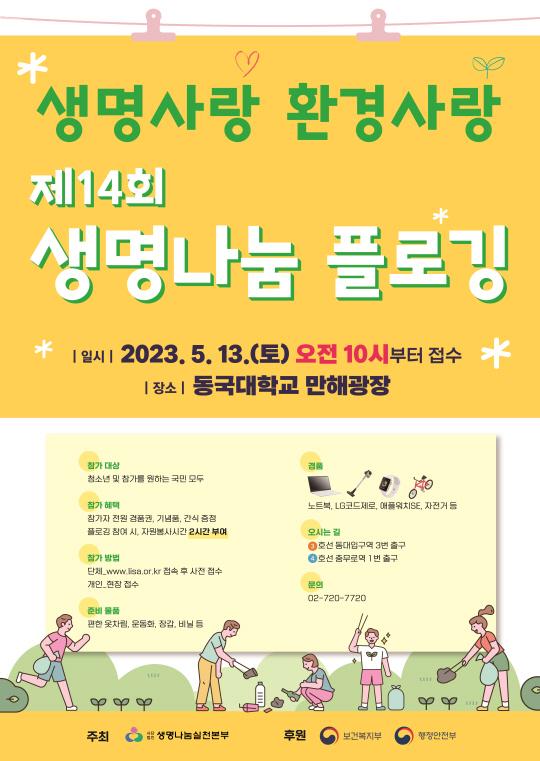 생명사랑 환경사랑
제14회
생명나눔 플로깅
| 일시 | 2023. 5. 13.(토) 오전 10시부터 접수
| 장소 | 동국대학교 만해광장
참가 대상
청소년 및 참가를 원하는 국민 모두
참가 혜택
참가자 전원 경품권, 기념품, 간식 증정
플로깅 참여 시, 자원봉사시간 2시간 부여
참가 방법
단체_www.lisa.or.kr 접속 후 사전 접수
개인_현장 접수
준비 물품
편한 옷차림, 운동화, 장갑, 비닐 등
경품
노트북, LG코드제로, 애플워치SE, 자전거 등
오시는 길
3호선 동대입구역 3번 출구
4호선 충무로역 1번 출구
문의
02-720-7720
주최 사단법인 생명나눔실천본부 후원 보건복지부 행정안전부